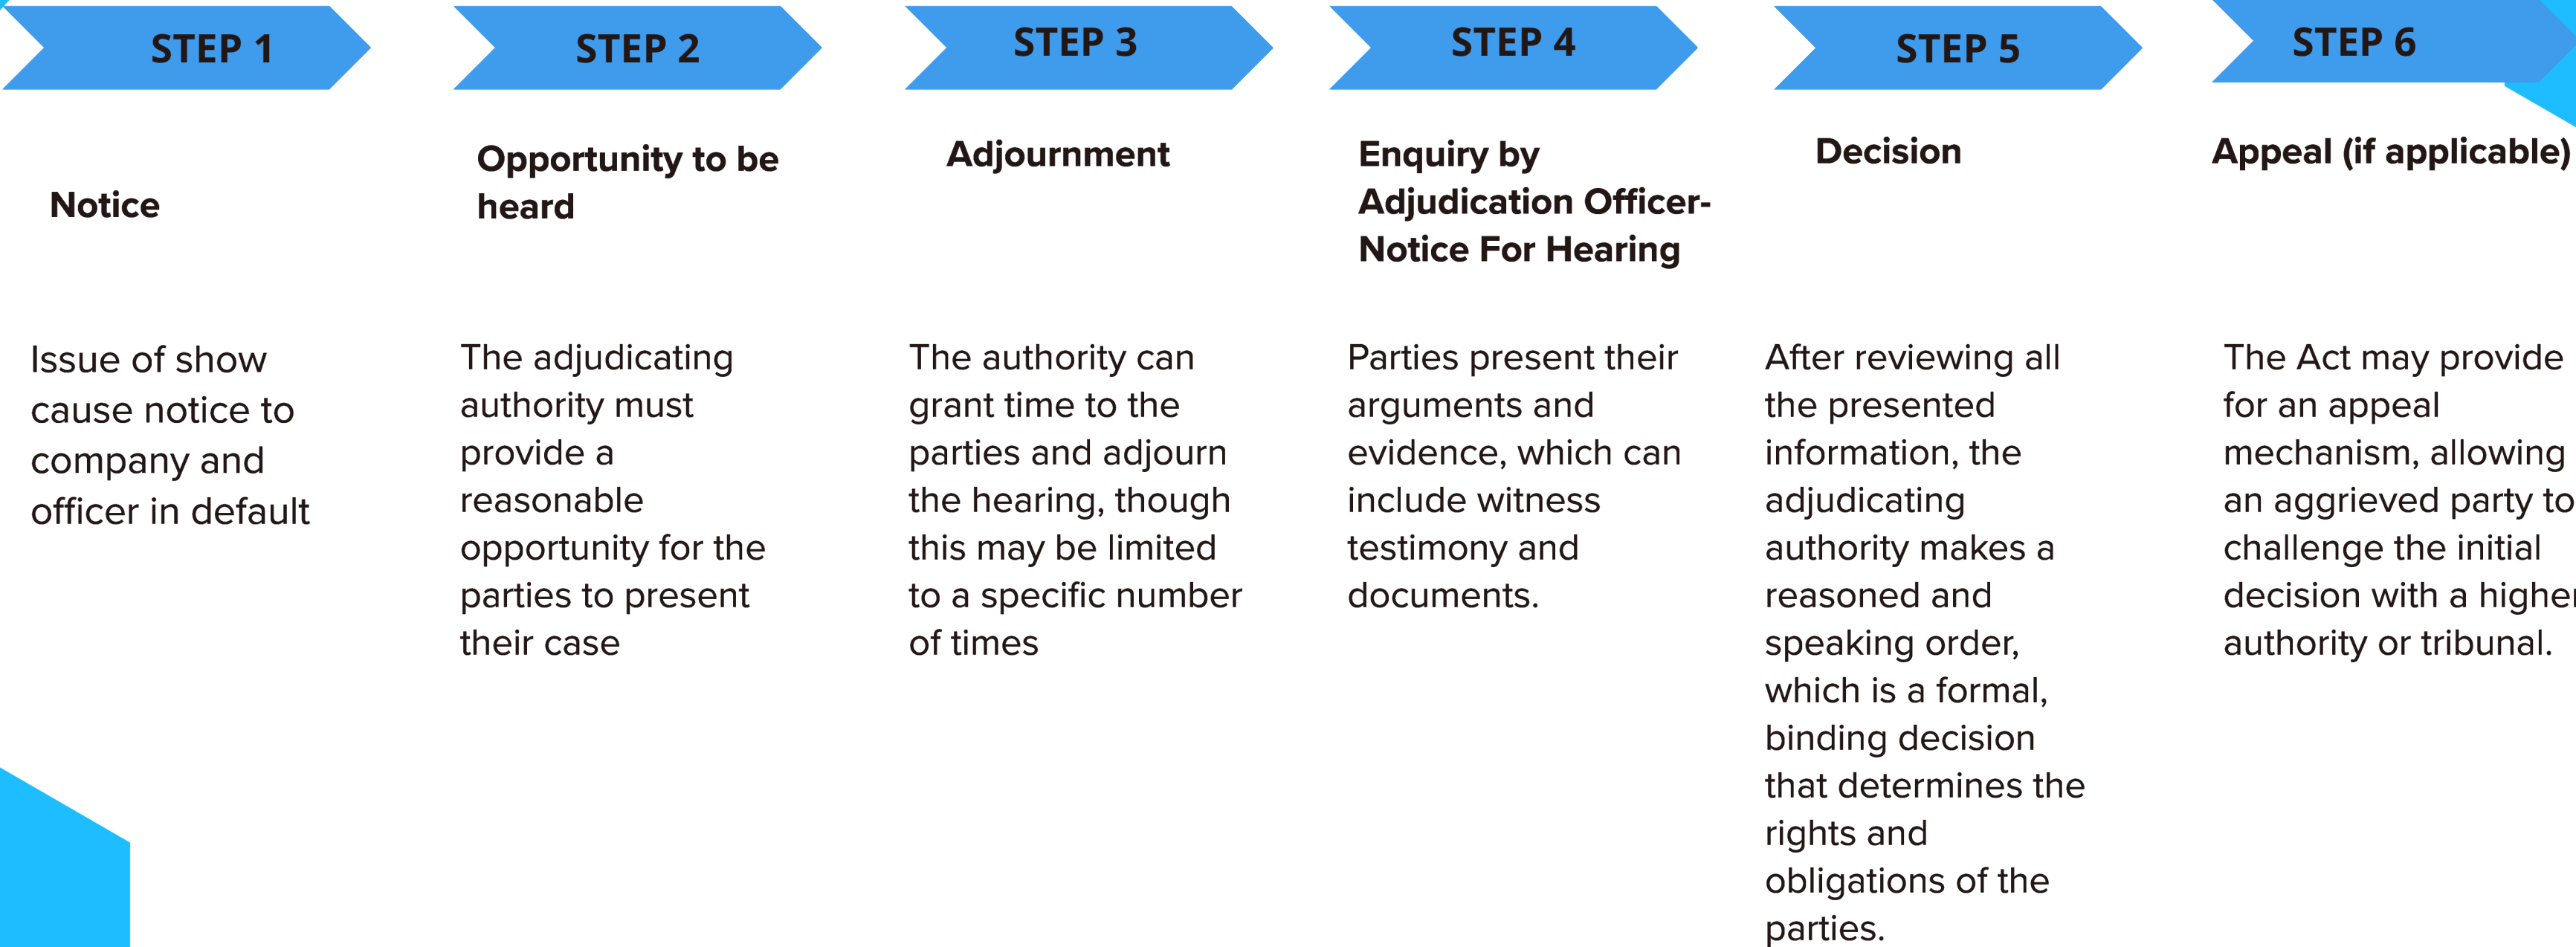 STEP 1
Notice
Issue of show
cause notice to
company and
officer in default
STEP 2
Opportunity to be
heard
The adjudicating
authority must
provide a
reasonable
opportunity for the
parties to present
their case
STEP 3
Adjournment
The authority can
grant time to the
parties and adjourn
the hearing, though
this may be limited
to a specific number
of times
STEP 4
Enquiry by
Adjudication Officer-
Notice For Hearing
Parties present their
arguments and
evidence, which can
include witness
testimony and
documents.
STEP 5
Decision
After reviewing all
the presented
information, the
adjudicating
authority makes a
reasoned and
speaking order,
which is a formal,
binding decision
that determines the
rights and
obligations of the
parties.
STEP 6
Appeal (if applicable)
The Act may provide
for an appeal
mechanism, allowing
an aggrieved party to
challenge the initial
decision with a higher
authority or tribunal.